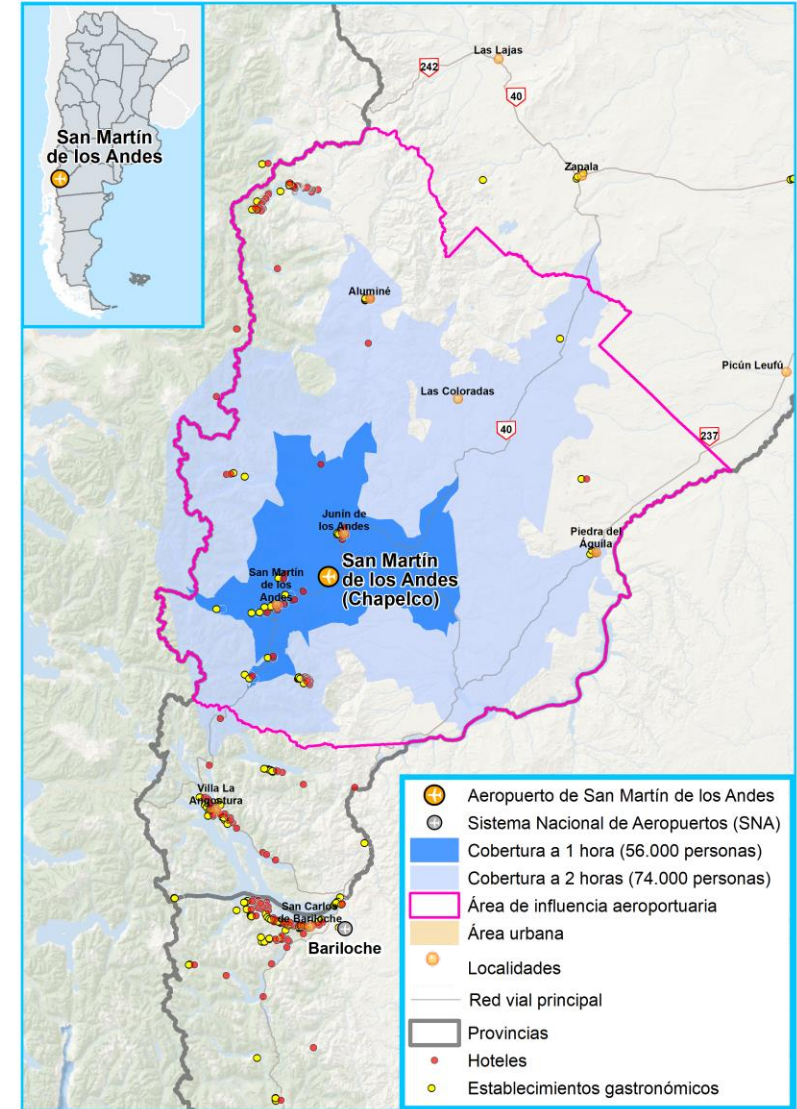 San Martín
de los Andes
Las Lajas
242
40
Zapala
Aluminé
Picún Leufú
Las Coloradas
40
237
Junín de
los Andes
Piedra del
Águila
San Martín
de los Andes
(Chapelco)
San Martín
de los
Andes
Villa La
Angostura
San Carlos
de Bariloche
Bariloche
Aeropuerto de San Martín de los Andes
Sistema Nacional de Aeropuertos (SNA)
Cobertura a 1 hora (56.000 personas)
Cobertura a 2 horas (74.000 personas)
Área de influencia aeroportuaria
Área urbana
Localidades
Red vial principal
Provincias
Hoteles
Establecimientos gastronómicos